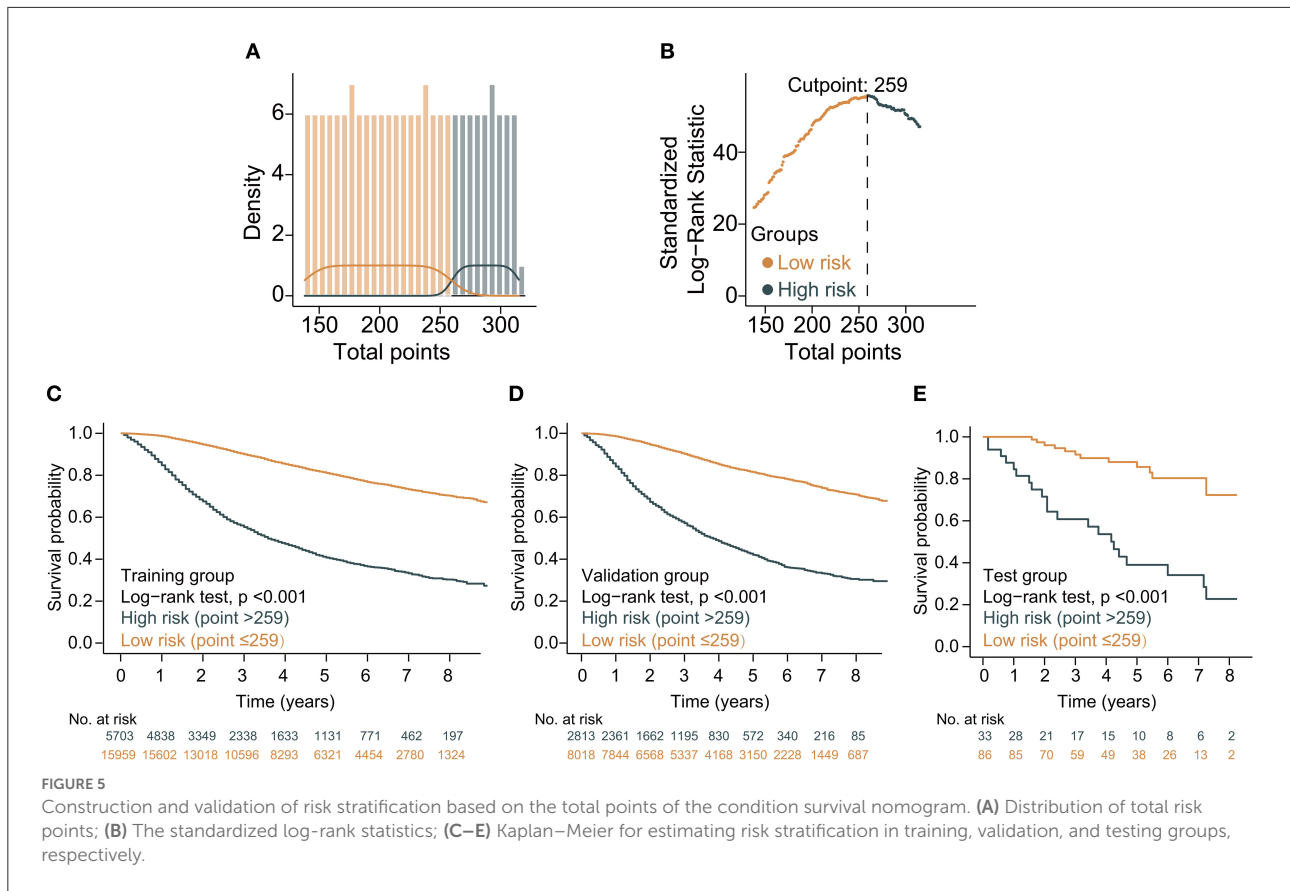 A
Density
6
4
2
0
150 200 250 300
Total points
B
Cutpoint: 259
Standardized
Log−Rank Statistic
40
20
0
Groups
Low risk
High risk
150 200 250 300
Total points
C
Survival probability
1.0
0.8
0.6
0.4
0.2
0.0
Training group
Log−rank test, p <0.001
High risk (point >259)
Low risk (point ≤259)
0 1 2 3 4 5 6 7 8
Time (years)
No. at risk
5703 4838 3349 2338 1633 1131 771 462 197
15959 15602 13018 10596 8293 6321 4454 2780 1324
D
Survival probability
1.0
0.8
0.6
0.4
0.2
0.0
Validation group
Log−rank test, p <0.001
High risk (point >259)
Low risk (point ≤259)
0 1 2 3 4 5 6 7 8
Time (years)
No. at risk
2813 2361 1662 1195 830 572 340 216 85
8018 7844 6568 5337 4168 3150 2228 1449 687
E
Survival probability
1.0
0.8
0.6
0.4
0.2
0.0
Test group
Log−rank test, p <0.001
High risk (point >259)
Low risk (point ≤259)
0 1 2 3 4 5 6 7 8
Time (years)
No. at risk
33 28 21 17 15 10 8 6 2
86 85 70 59 49 38 26 13 2
FIGURE 5
Construction and validation of risk stratification based on the total points of the condition survival nomogram. (A) Distribution of total risk
points; (B) The standardized log-rank statistics; (C–E) Kaplan–Meier for estimating risk stratification in training, validation, and testing groups,
respectively.